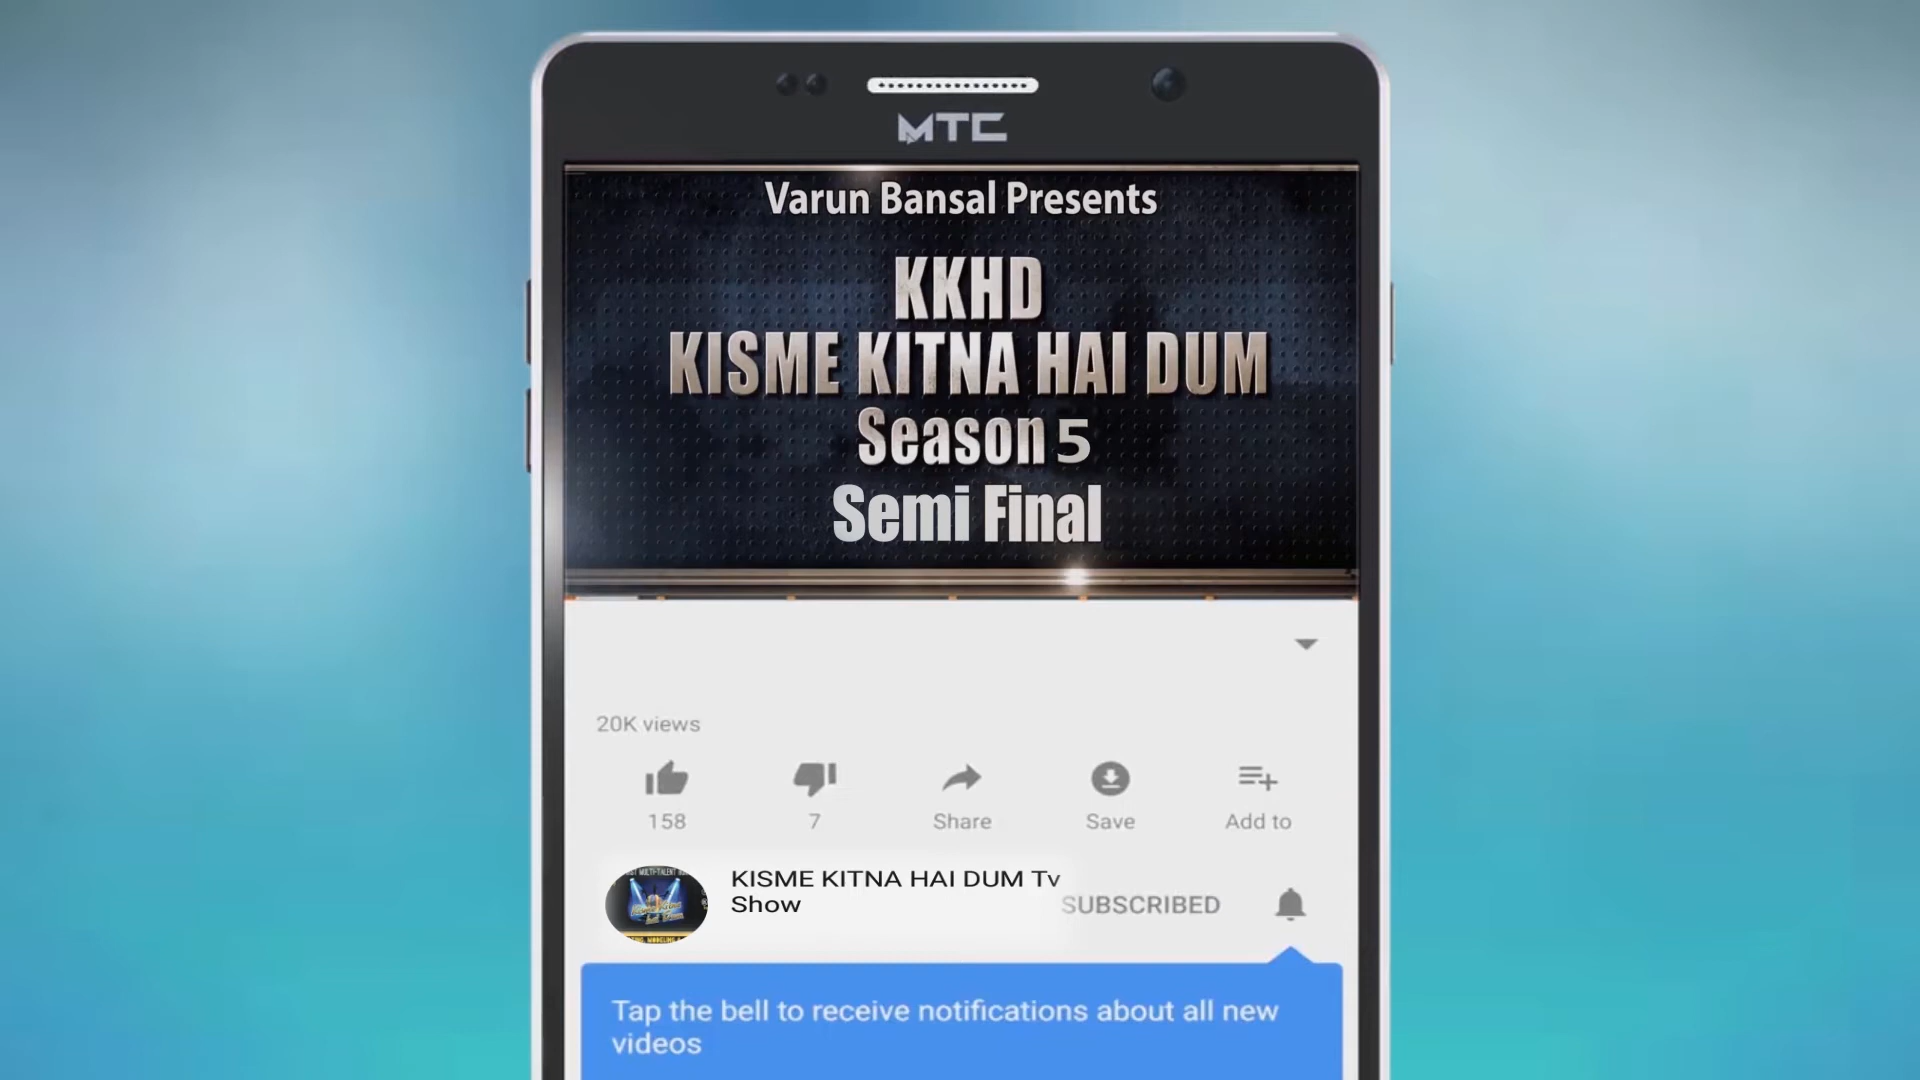 MTC
Varun Bansal Presents
KKHD
KISME KITNA HAI DUM
Season 5
Semi Final
20K views
158
7
Share
Save
Add to
KISME KITNA HAI DUM Tv
Show
SUBSCRIBED
Tap the bell to receive notifications about all new
videos